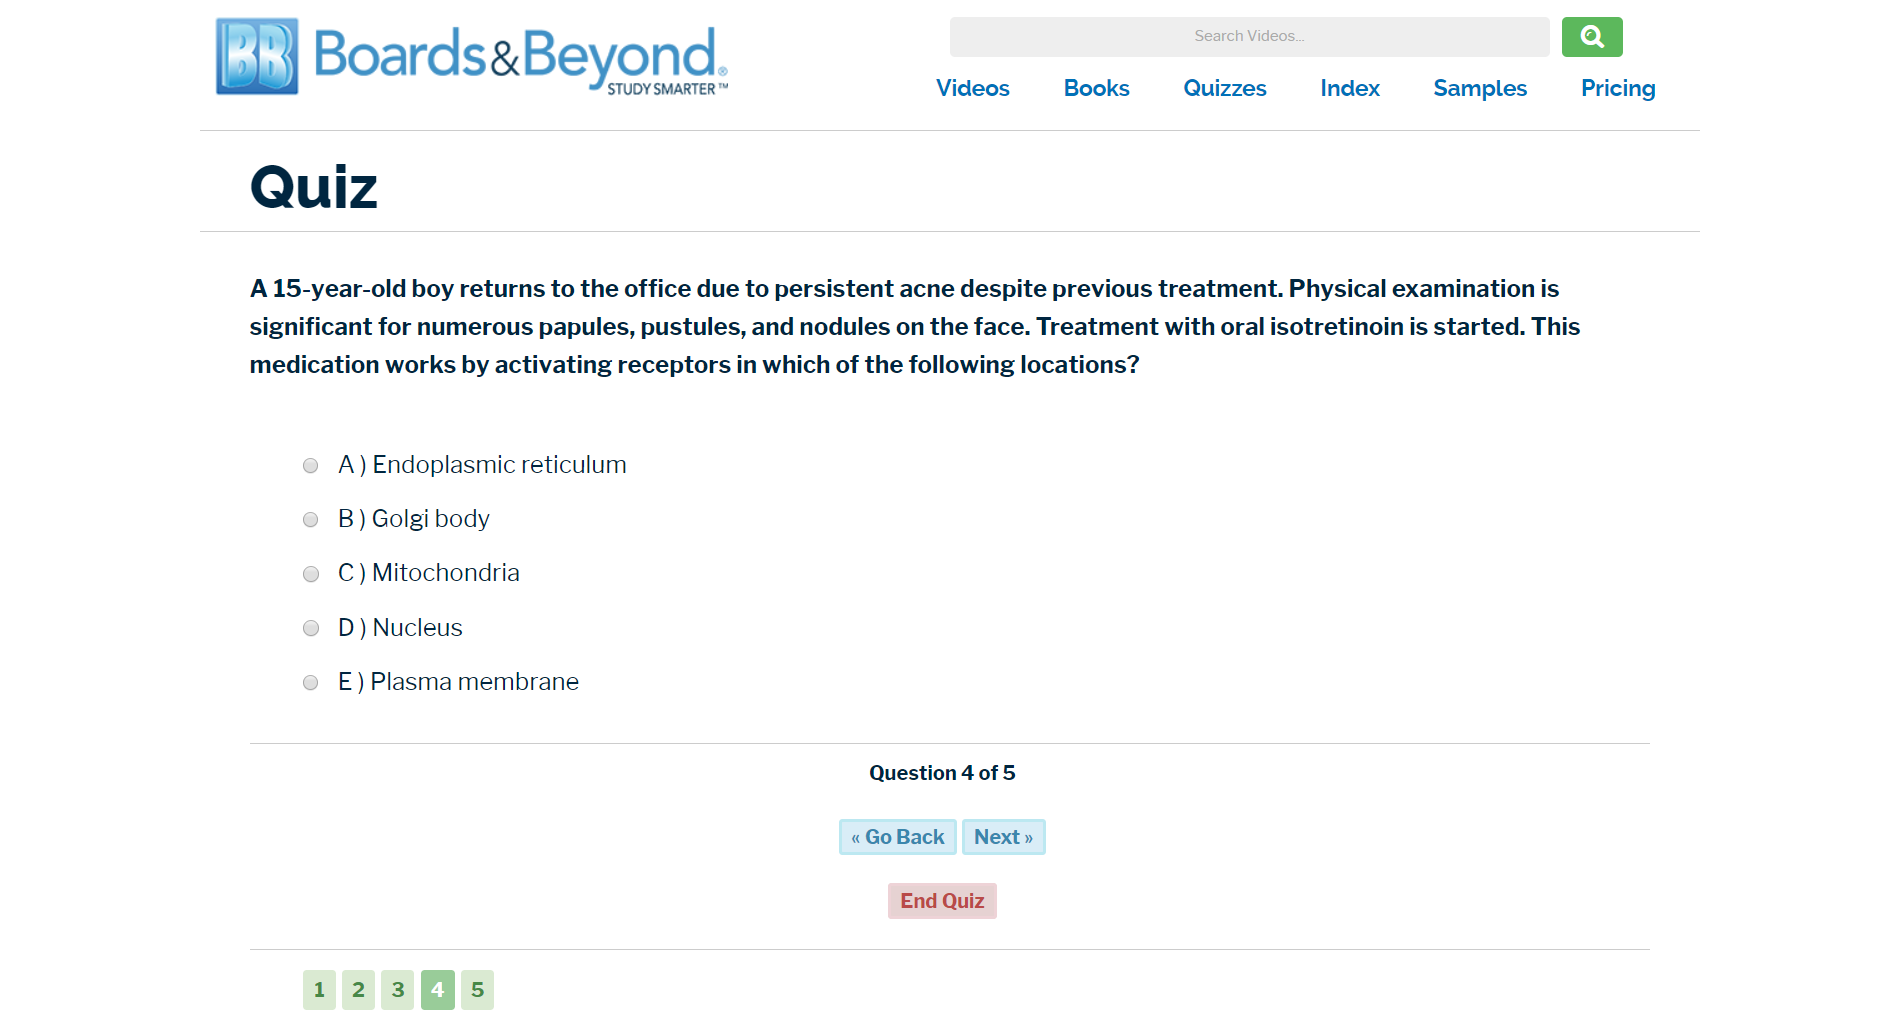 BB Boards&Beyond®
STUDY SMARTER™
Search Videos...
Videos Books Quizzes Index Samples Pricing
Quiz
A 15-year-old boy returns to the office due to persistent acne despite previous treatment. Physical examination is
significant for numerous papules, pustules, and nodules on the face. Treatment with oral isotretinoin is started. This
medication works by activating receptors in which of the following locations?
A ) Endoplasmic reticulum
B ) Golgi body
C ) Mitochondria
D ) Nucleus
E ) Plasma membrane
Question 4 of 5
« Go Back Next »
End Quiz
1 2 3 4 5